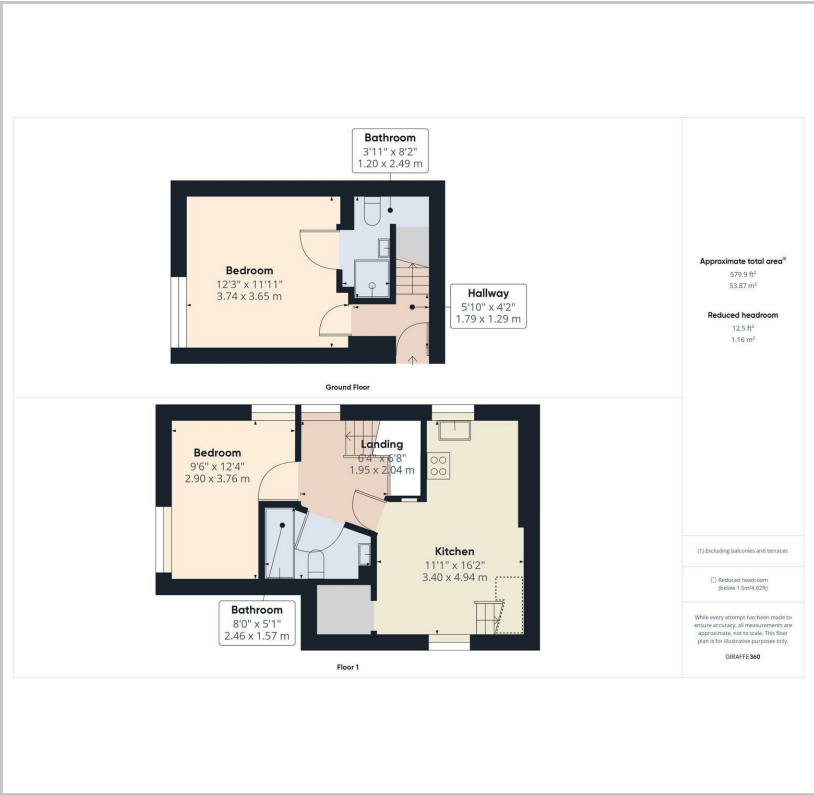 Bathroom
3'11" x 8'2"
1.20 x 2.49 m
Bedroom
12'3" x 11'11"
3.74 x 3.65 m
Hallway
5'10" x 4'2"
1.79 x 1.29 m
Ground Floor
Bedroom
9'6" x 12'4"
2.90 x 3.76 m
Landing
6'4" x 6'8"
1.95 x 2.04 m
Kitchen
11'1" x 16'2"
3.40 x 4.94 m
Bathroom
8'0" x 5'1"
2.46 x 1.57 m
Floor 1
Approximate total area⁽¹⁾
579.9 ft²
53.87 m²
Reduced headroom
12.5 ft²
1.16 m²
(1) Excluding balconies and terraces
Reduced headroom
(below 1.5m/4.92ft)
While every attempt has been made to
ensure accuracy, all measurements are
approximate, not to scale. This floor
plan is for illustrative purposes only.
GIRAFFE360